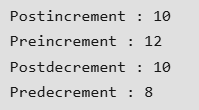 Postincrement : 10
Preincrement : 12
Postdecrement : 10
Predecrement : 8